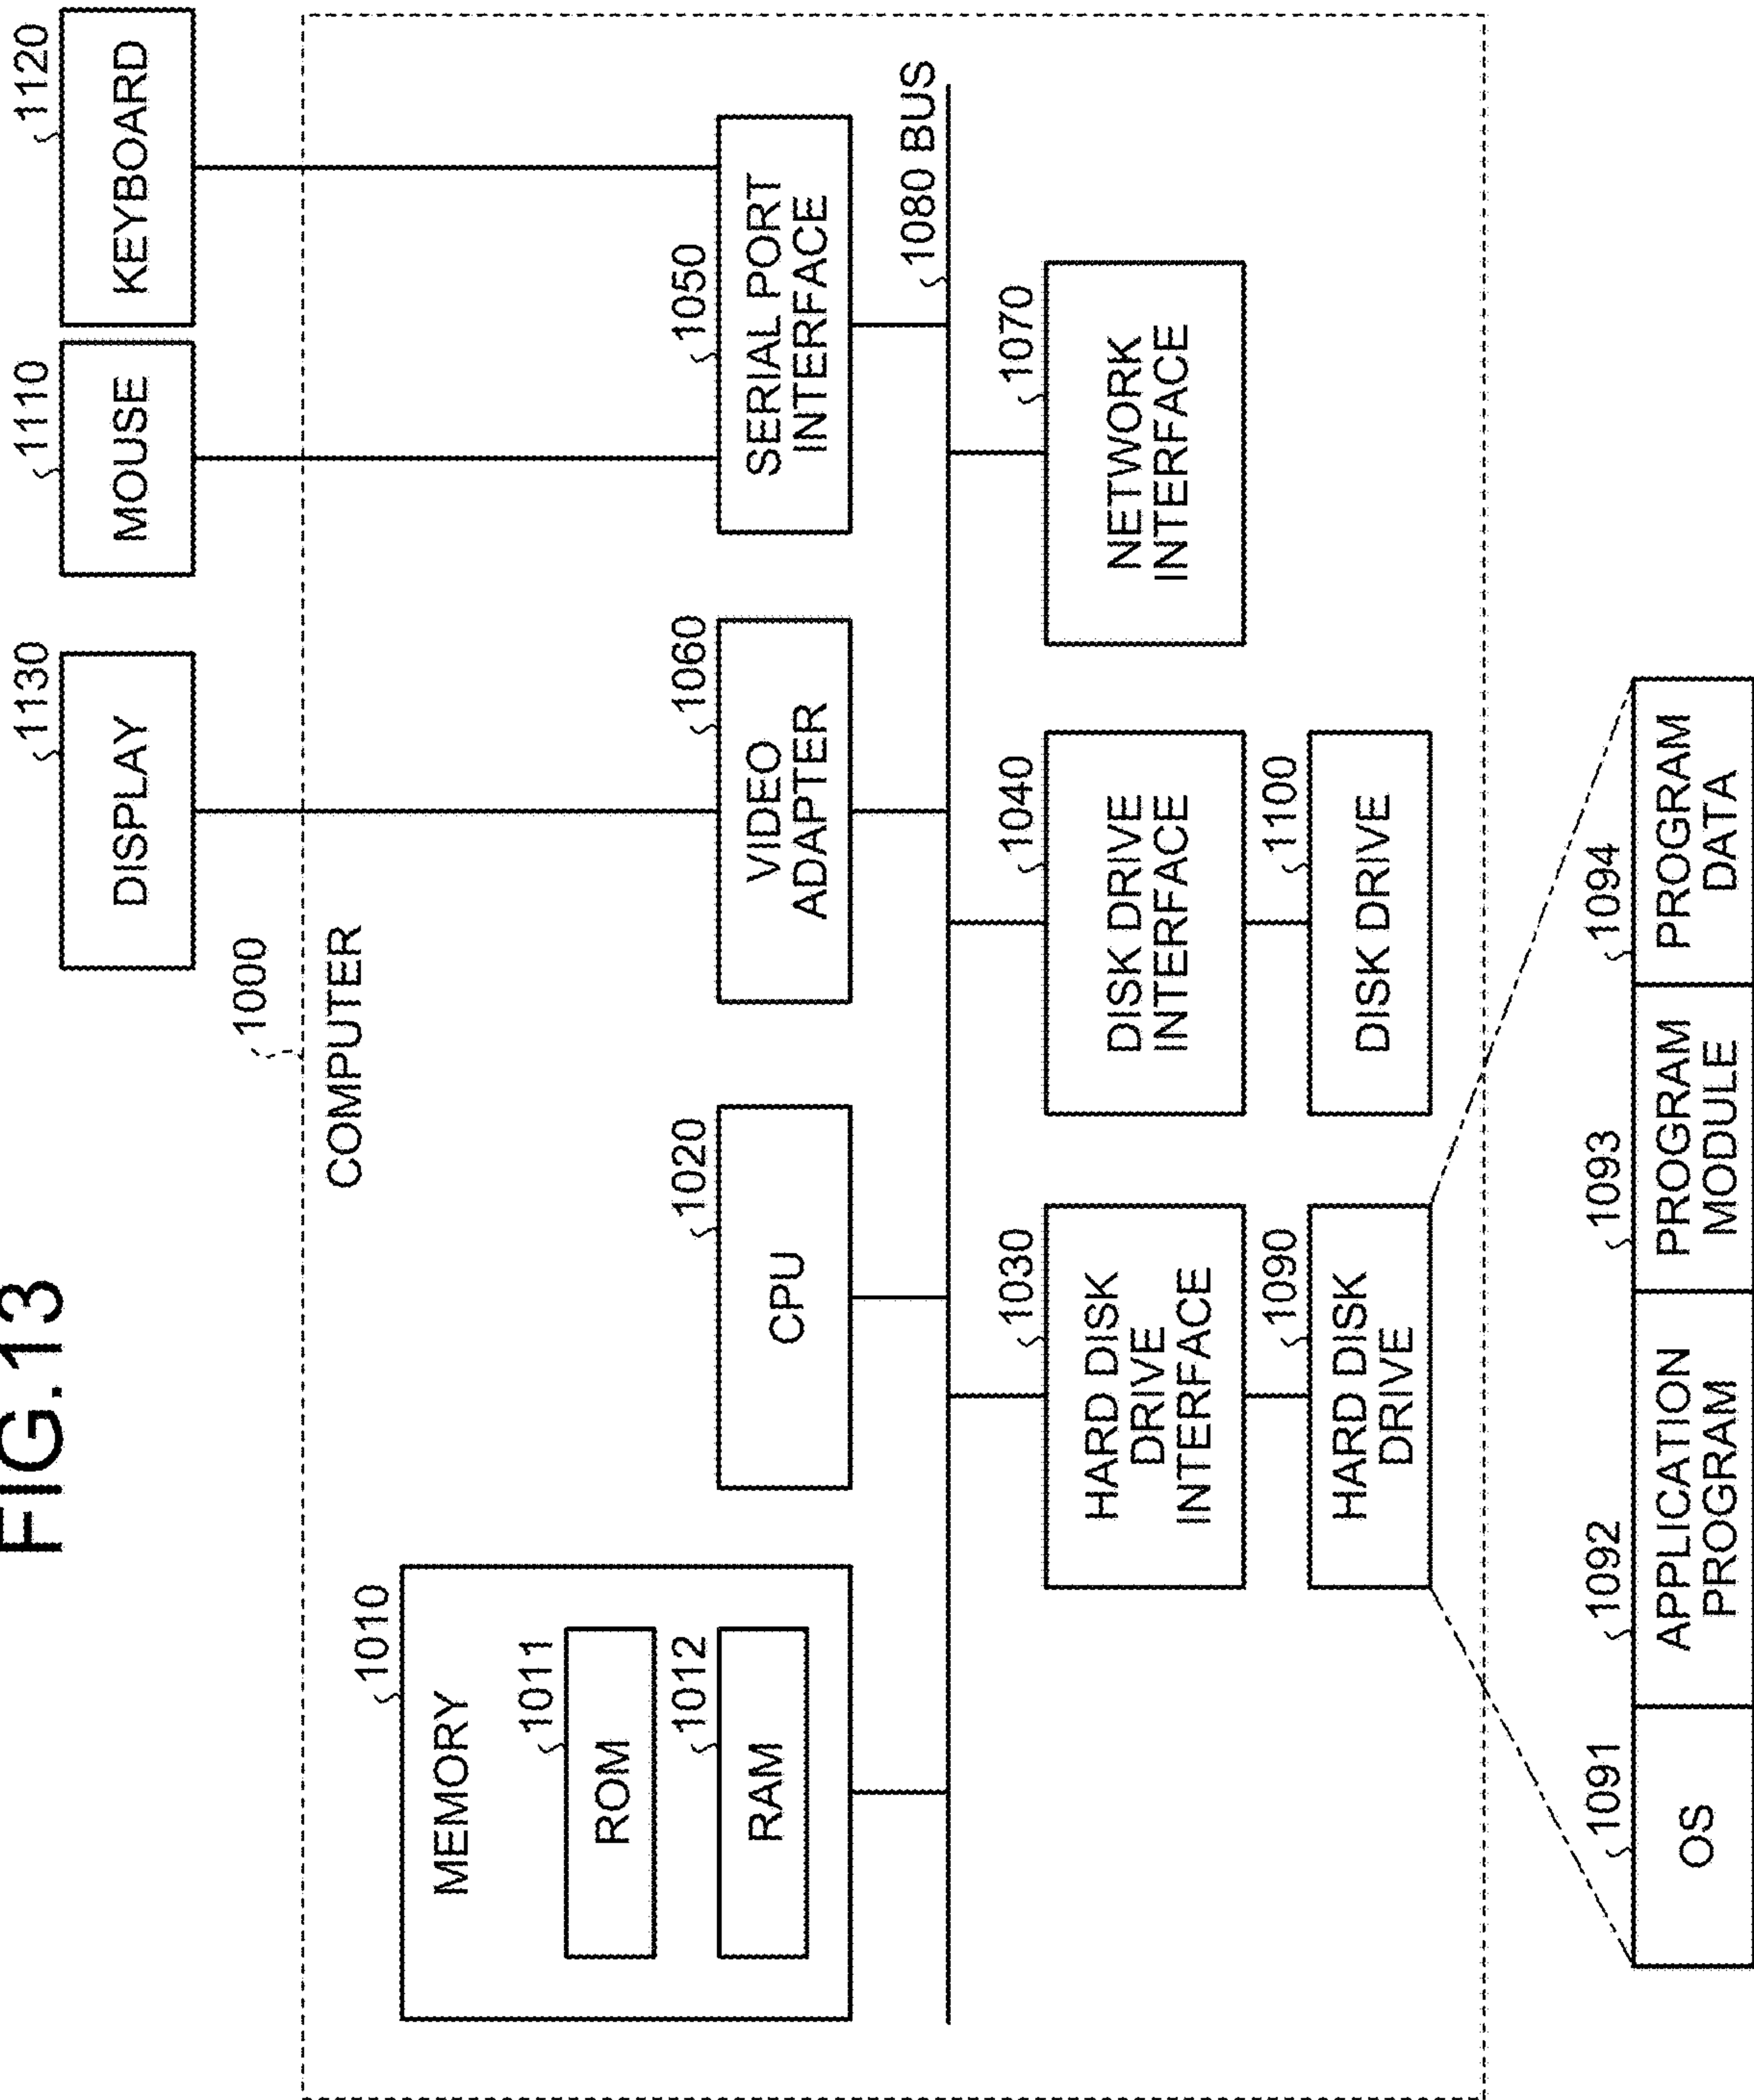 FIG.13
1000
COMPUTER
1010
MEMORY
1011
ROM
1012
RAM
1020
CPU
1130
DISPLAY
1060
VIDEO
ADAPTER
1110
MOUSE
1120
KEYBOARD
1050
SERIAL PORT
INTERFACE
1080 BUS
1030
HARD DISK
DRIVE
INTERFACE
1090
HARD DISK
DRIVE
1040
DISK DRIVE
INTERFACE
1100
DISK DRIVE
1070
NETWORK
INTERFACE
1091
OS
1092
APPLICATION
PROGRAM
1093
PROGRAM
MODULE
1094
PROGRAM
DATA